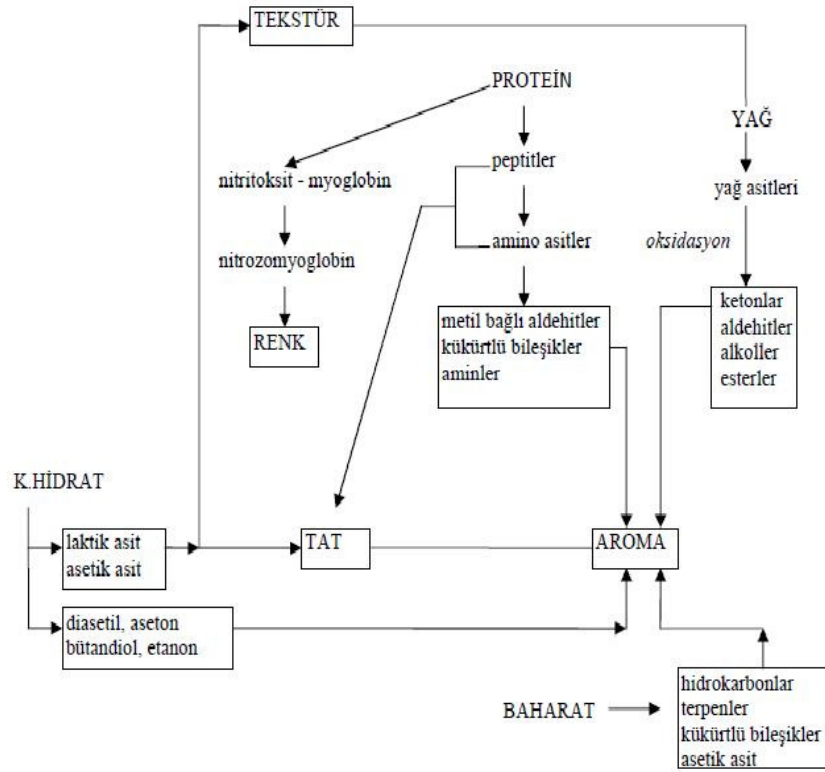 TEKSTÜR
PROTEİN
YAĞ
nitritoksit - myoglobin
peptitler
yağ asitleri
nitrozomyoglobin
amino asitler
oksidasyon
RENK
metil bağlı aldehitler
kükürtlü bileşikler
aminler
ketonlar
aldehitler
alkoller
esterler
K.HİDRAT
laktik asit
asetik asit
TAT
AROMA
diasetil, aseton
bütandiol, etanon
BAHARAT
hidrokarbonlar
terpenler
kükürtlü bileşikler
asetik asit